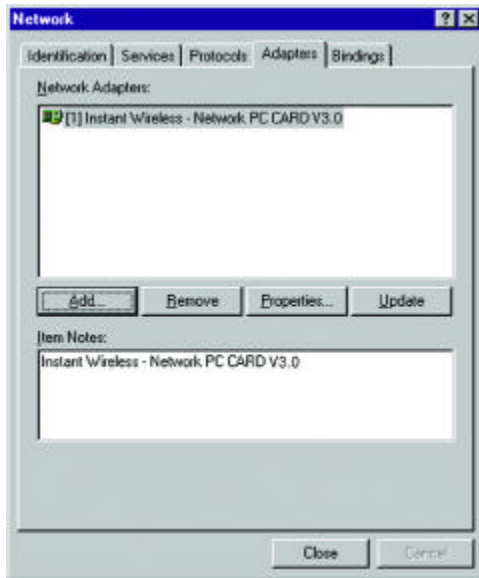 Network
Identification Services Protocols Adapters Bindings
Network Adapters:
[1] Instant Wireless - Network PC CARD V3.0
Add... Remove Properties... Update
Item Notes:
Instant Wireless - Network PC CARD V3.0
Close Cancel